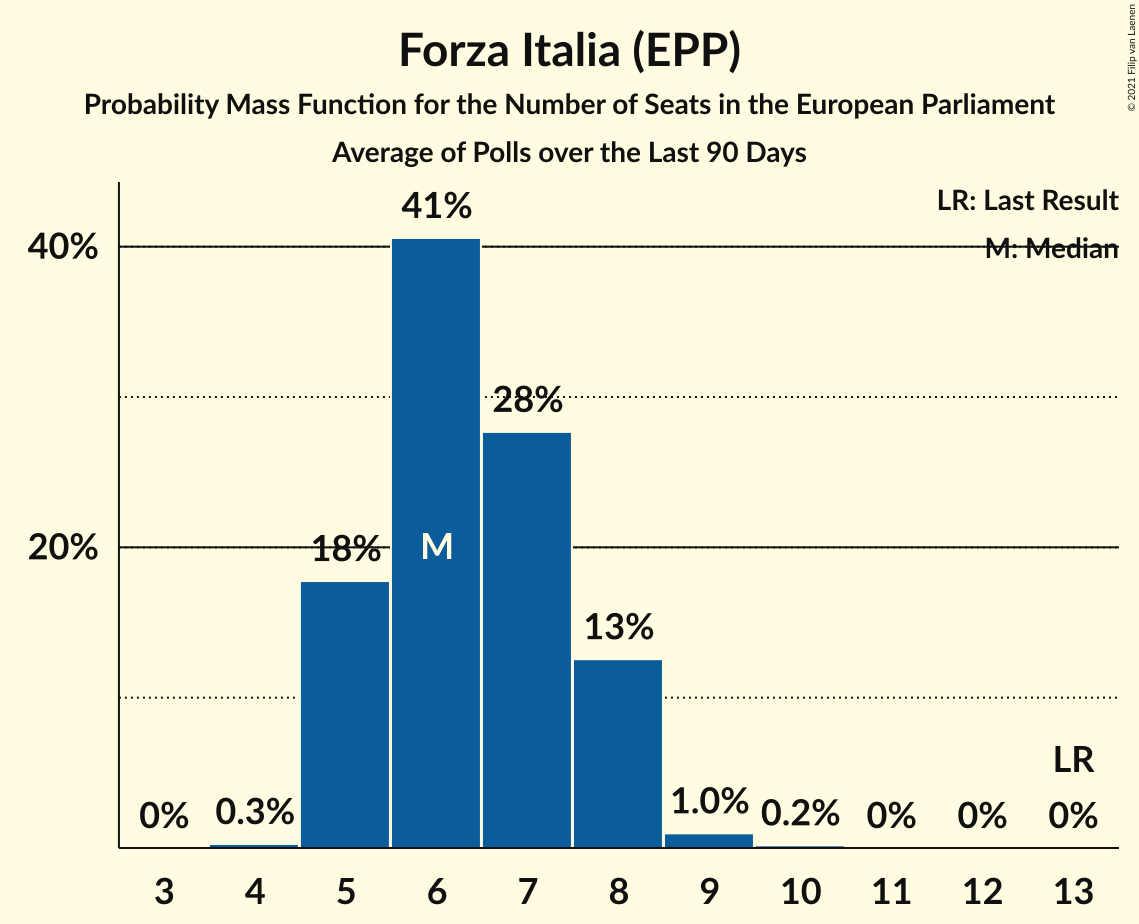 Forza Italia (EPP)
Probability Mass Function for the Number of Seats in the European Parliament
Average of Polls over the Last 90 Days
© 2021 Filip van Laenen
LR: Last Result
M: Median
41%
40%
28%
20%
18%
M
13%
LR
0%
0.3%
1.0%
0.2%
0%
0%
0%
3 4 5 6 7 8 9 10 11 12 13